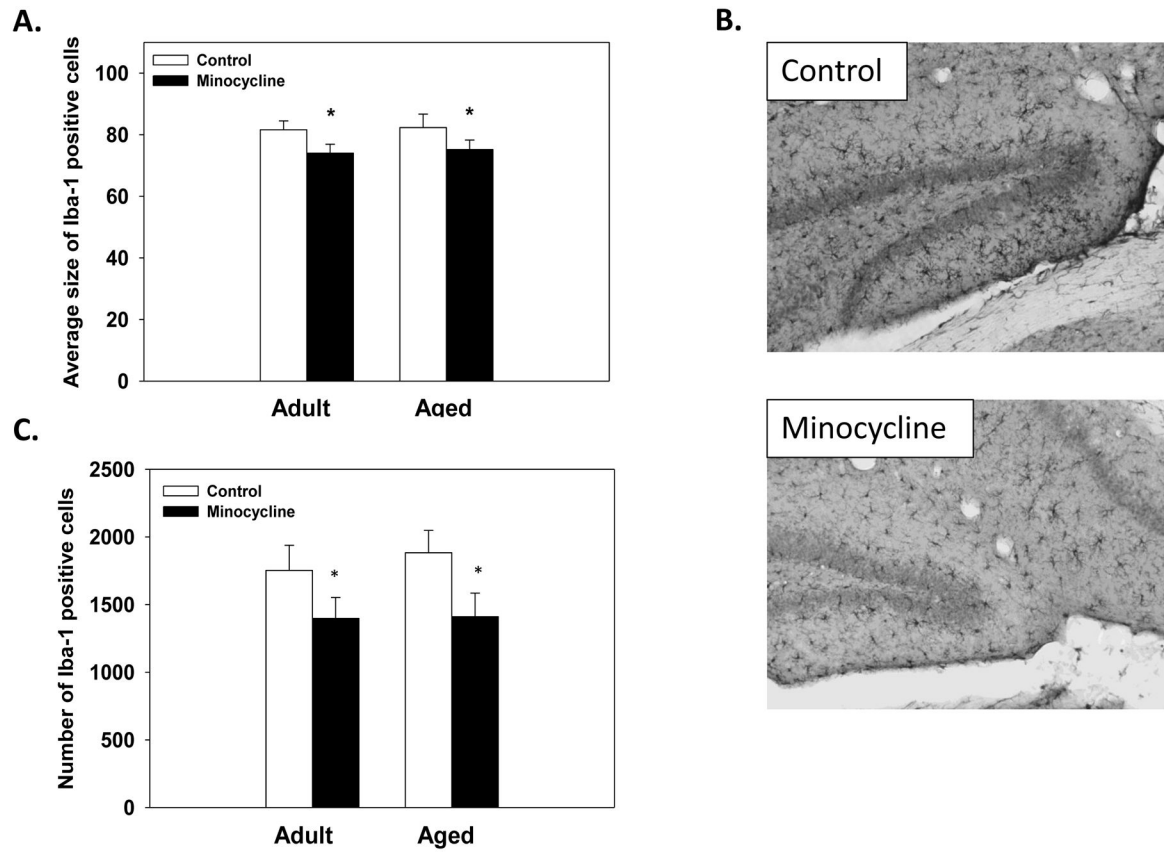 A.
Average size of Iba-1 positive cells
100
80
60
40
20
0
Control
Minocycline
*
*
Adult
Aged
B.
Control
Minocycline
C.
Number of Iba-1 positive cells
2500
2000
1500
1000
500
0
Control
Minocycline
*
*
Adult
Aged